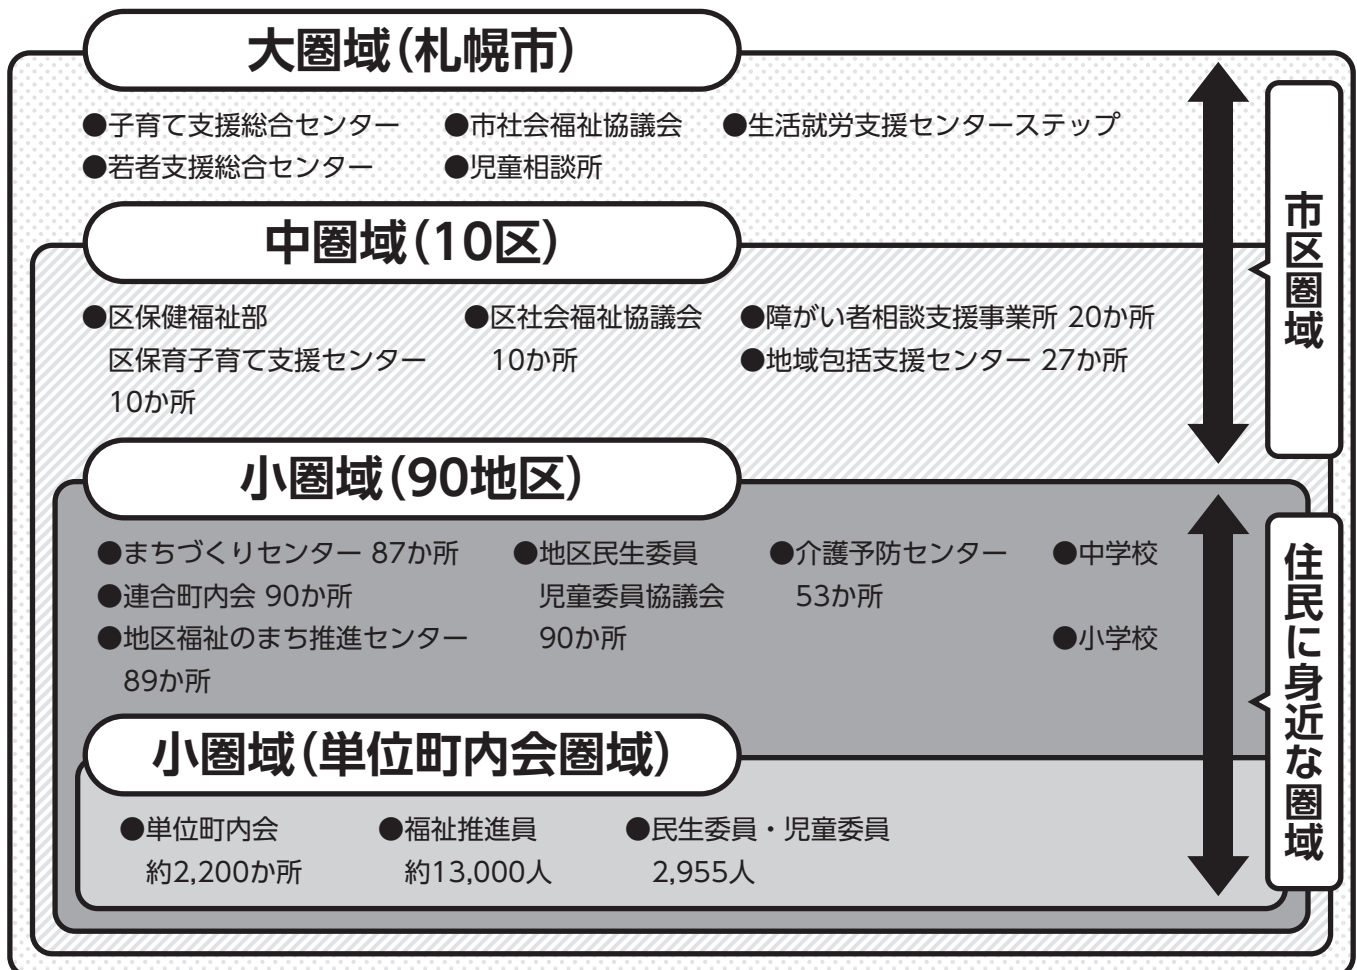 大圏域(札幌市)
●子育て支援総合センター ●市社会福祉協議会 ●生活就労支援センターステップ
●若者支援総合センター ●児童相談所
中圏域(10区)
●区保健福祉部 ●区社会福祉協議会 ●障がい者相談支援事業所 20か所
区保育子育て支援センター 10か所 ●地域包括支援センター 27か所
10か所
市区圏域
小圏域(90地区)
●まちづくりセンター 87か所 ●地区民生委員 ●介護予防センター ●中学校
●連合町内会 90か所 児童委員協議会 53か所
●地区福祉のまち推進センター 90か所 ●小学校
89か所
小圏域(単位町内会圏域)
●単位町内会 ●福祉推進員 ●民生委員・児童委員
約2,200か所 約13,000人 2,955人
住民に身近な圏域